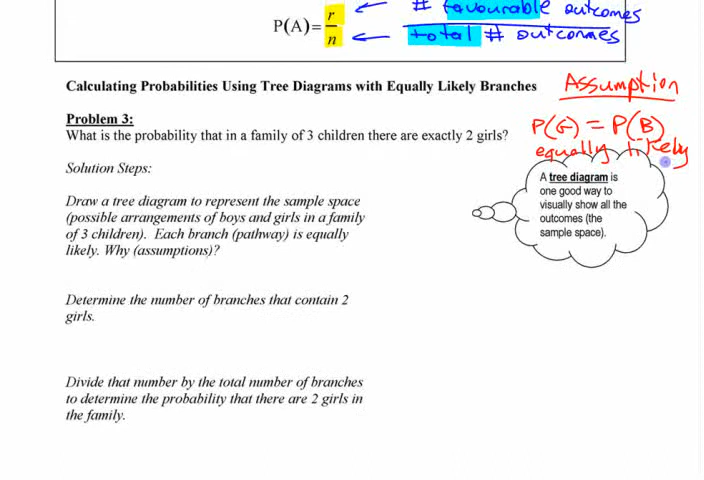 P(A)= r/n
← # favourable outcomes
← total # outcomes
Calculating Probabilities Using Tree Diagrams with Equally Likely Branches
Assumption
Problem 3:
What is the probability that in a family of 3 children there are exactly 2 girls?
P(G) = P(B)
equally likely
Solution Steps:
A tree diagram is
one good way to
visually show all the
outcomes (the
sample space).
Draw a tree diagram to represent the sample space
(possible arrangements of boys and girls in a family
of 3 children). Each branch (pathway) is equally
likely. Why (assumptions)?
Determine the number of branches that contain 2
girls.
Divide that number by the total number of branches
to determine the probability that there are 2 girls in
the family.